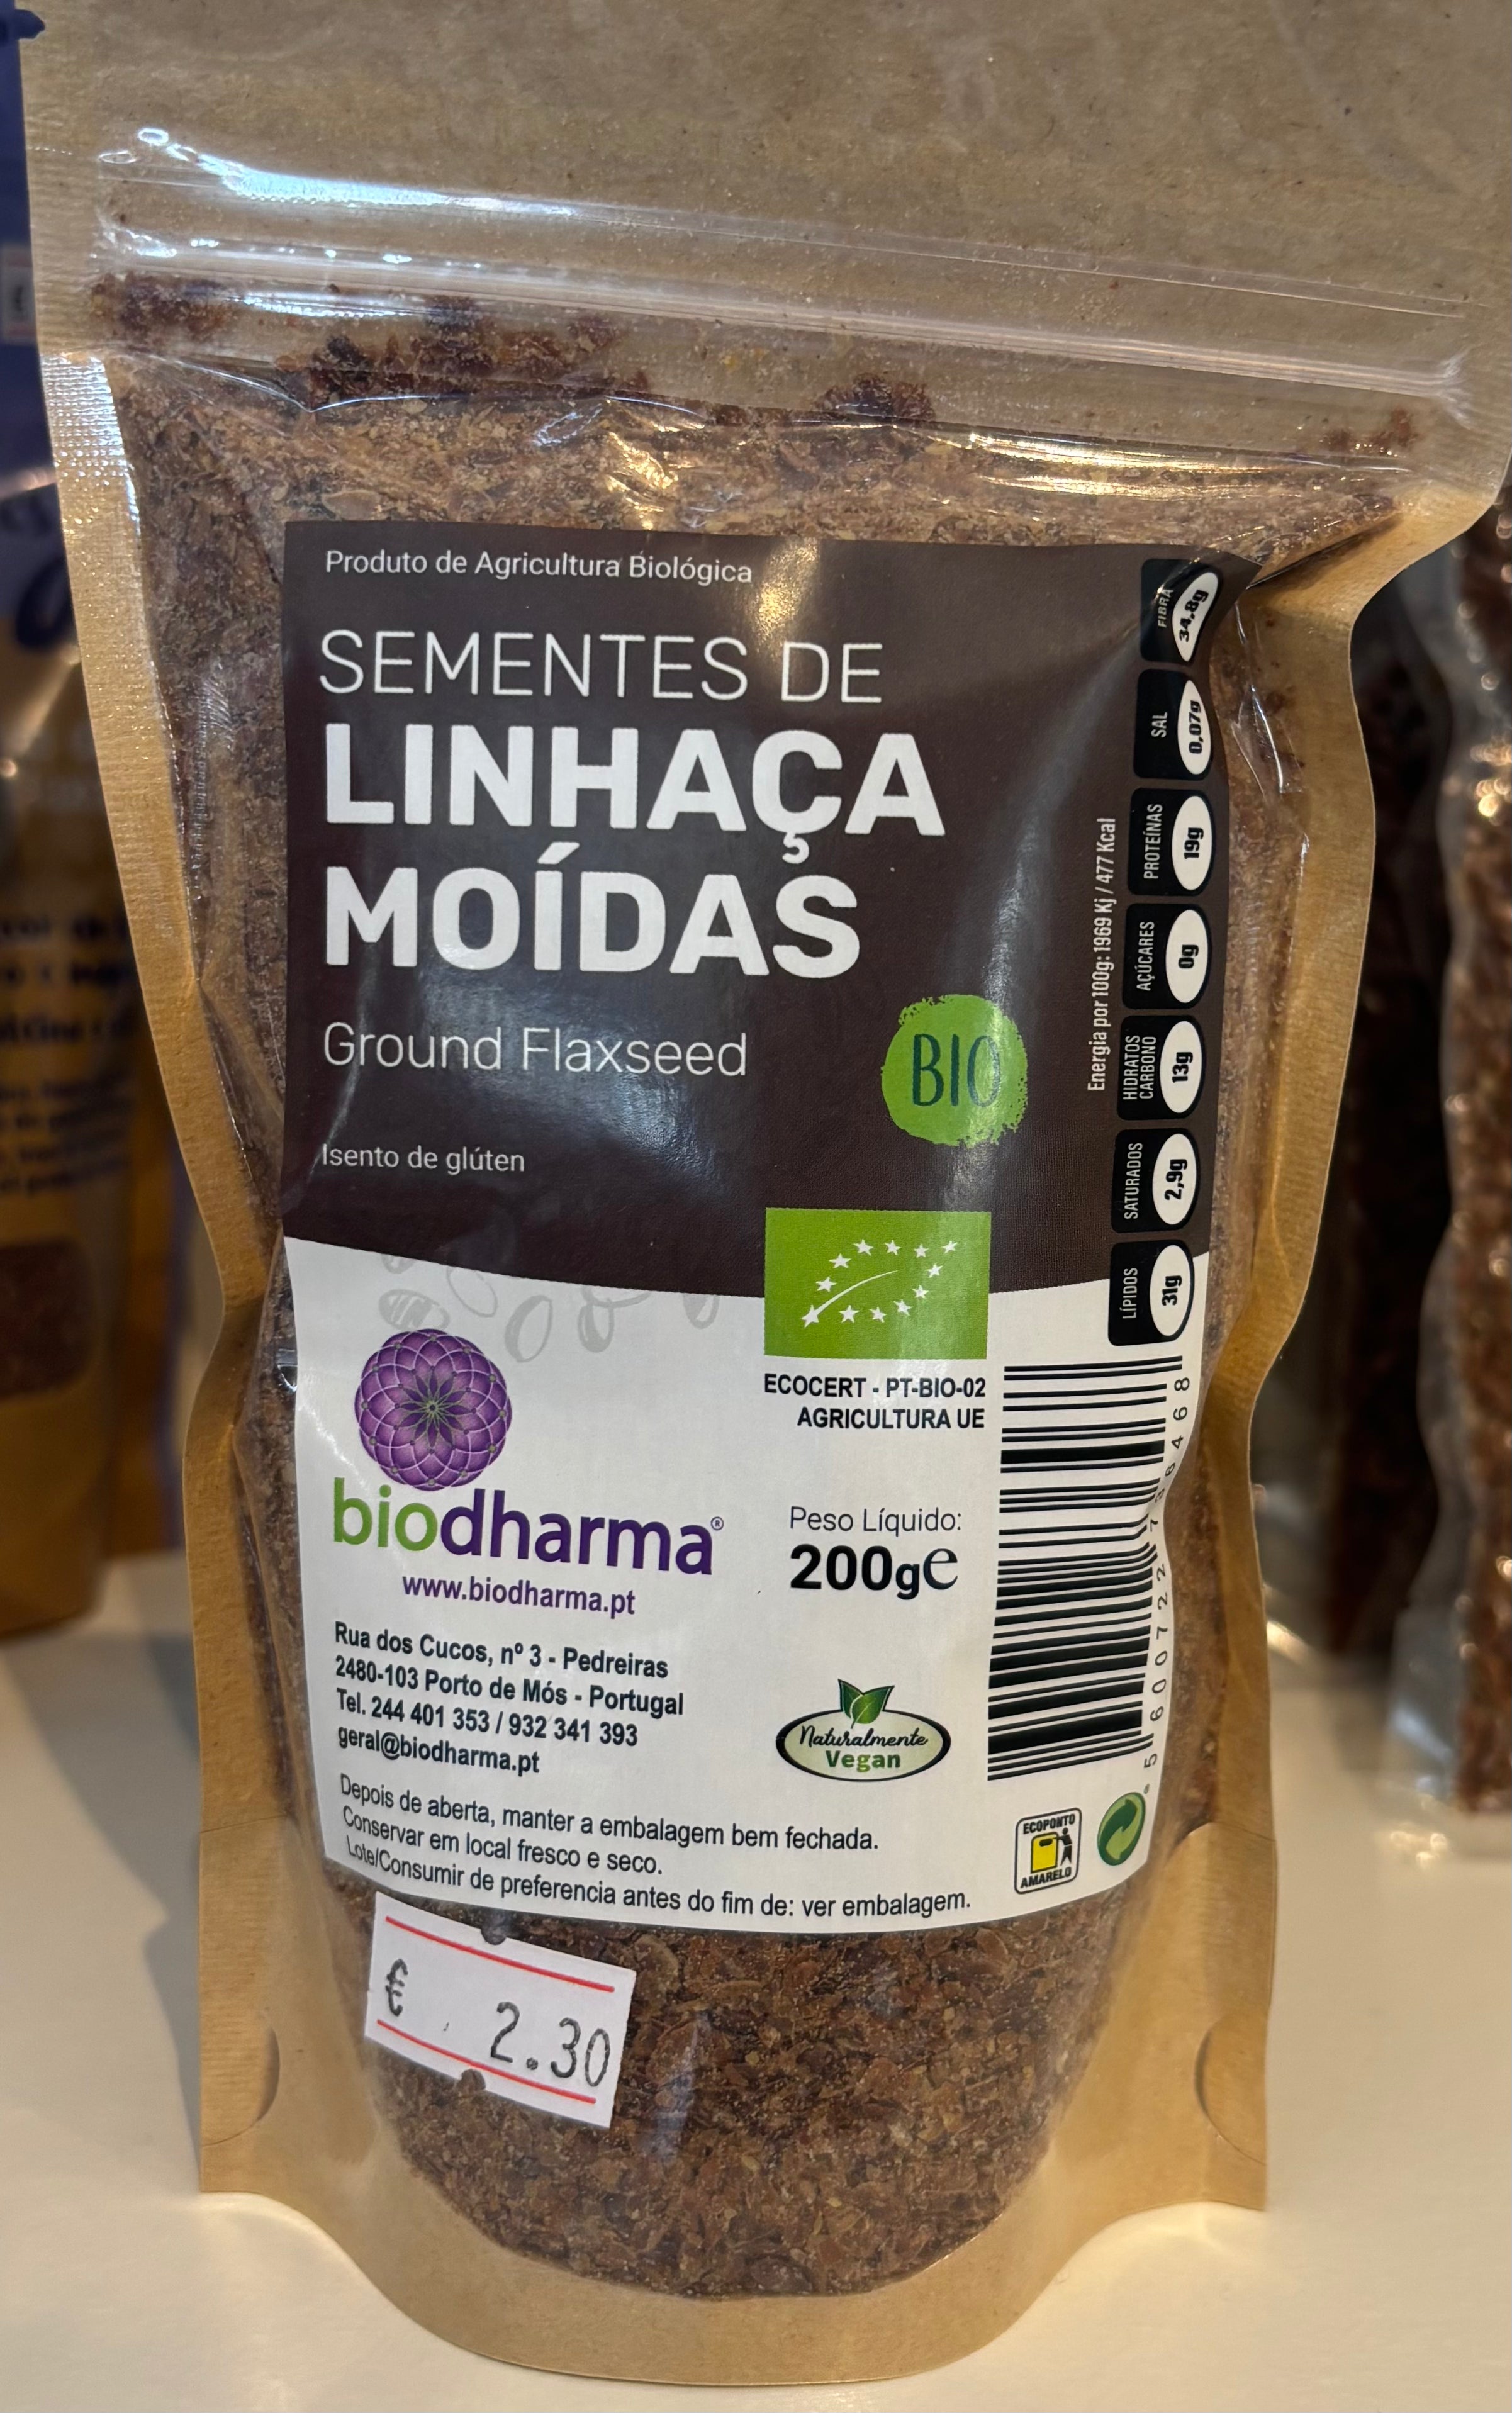 Produto de Agricultura Biológica
SEMENTES DE
LINHAÇA
MOÍDAS
Ground Flaxseed
BIO
Isento de glúten
Energia por 100g: 1969 Kj / 477 Kcal
FIBRA
34,8g
SAL
0,07g
PROTEÍNAS
19g
AÇÚCARES
0g
HIDRATOS
CARBONO
13g
SATURADOS
2,9g
LÍPIDOS
31g
ECOCERT - PT-BIO-02
AGRICULTURA UE
biodharma®
www.biodharma.pt
Peso Líquido:
200g℮
Rua dos Cucos, nº 3 - Pedreiras
2480-103 Porto de Mós - Portugal
Tel. 244 401 353 / 932 341 393
geral@biodharma.pt
Naturalmente
Vegan
Depois de aberta, manter a embalagem bem fechada.
Conservar em local fresco e seco.
Lote/Consumir de preferencia antes do fim de: ver embalagem.
ECOPONTO
AMARELO
€ 2.30